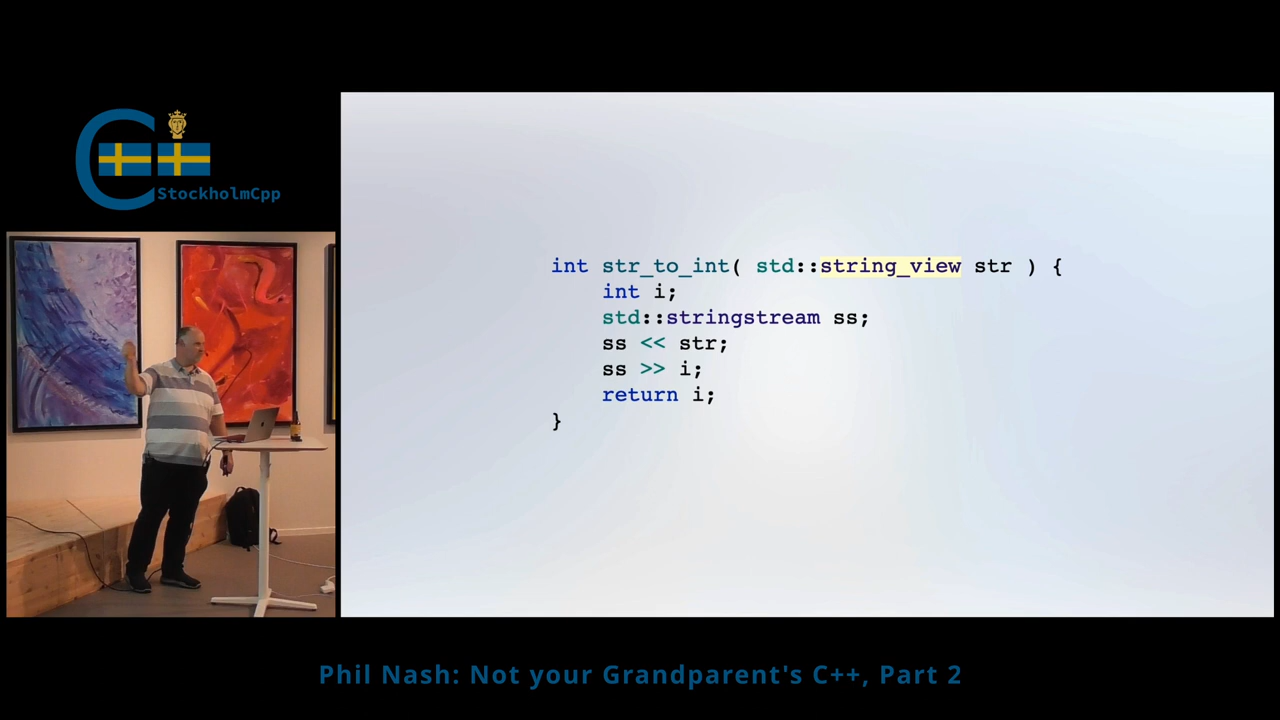 StockholmCpp
int str_to_int( std::string_view str ) {
    int i;
    std::stringstream ss;
    ss << str;
    ss >> i;
    return i;
}
Phil Nash: Not your Grandparent's C++, Part 2